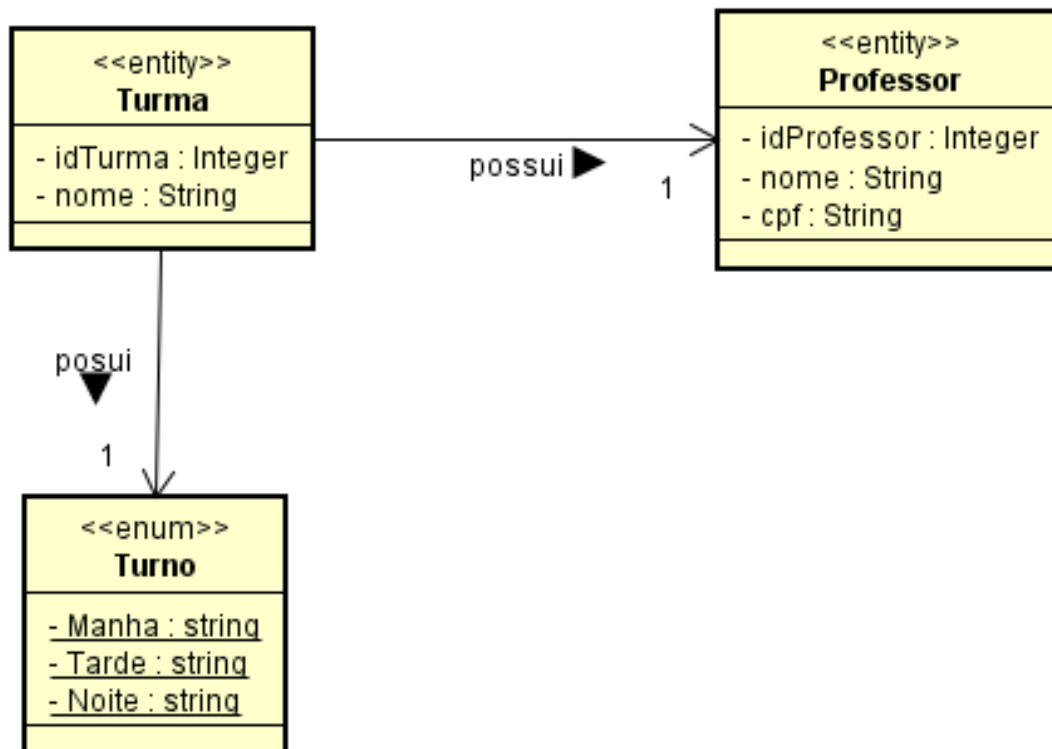 <<entity>>
Turma
- idTurma : Integer
- nome : String
possui
1
<<entity>>
Professor
- idProfessor : Integer
- nome : String
- cpf : String
posui
1
<<enum>>
Turno
- Manha : string
- Tarde : string
- Noite : string